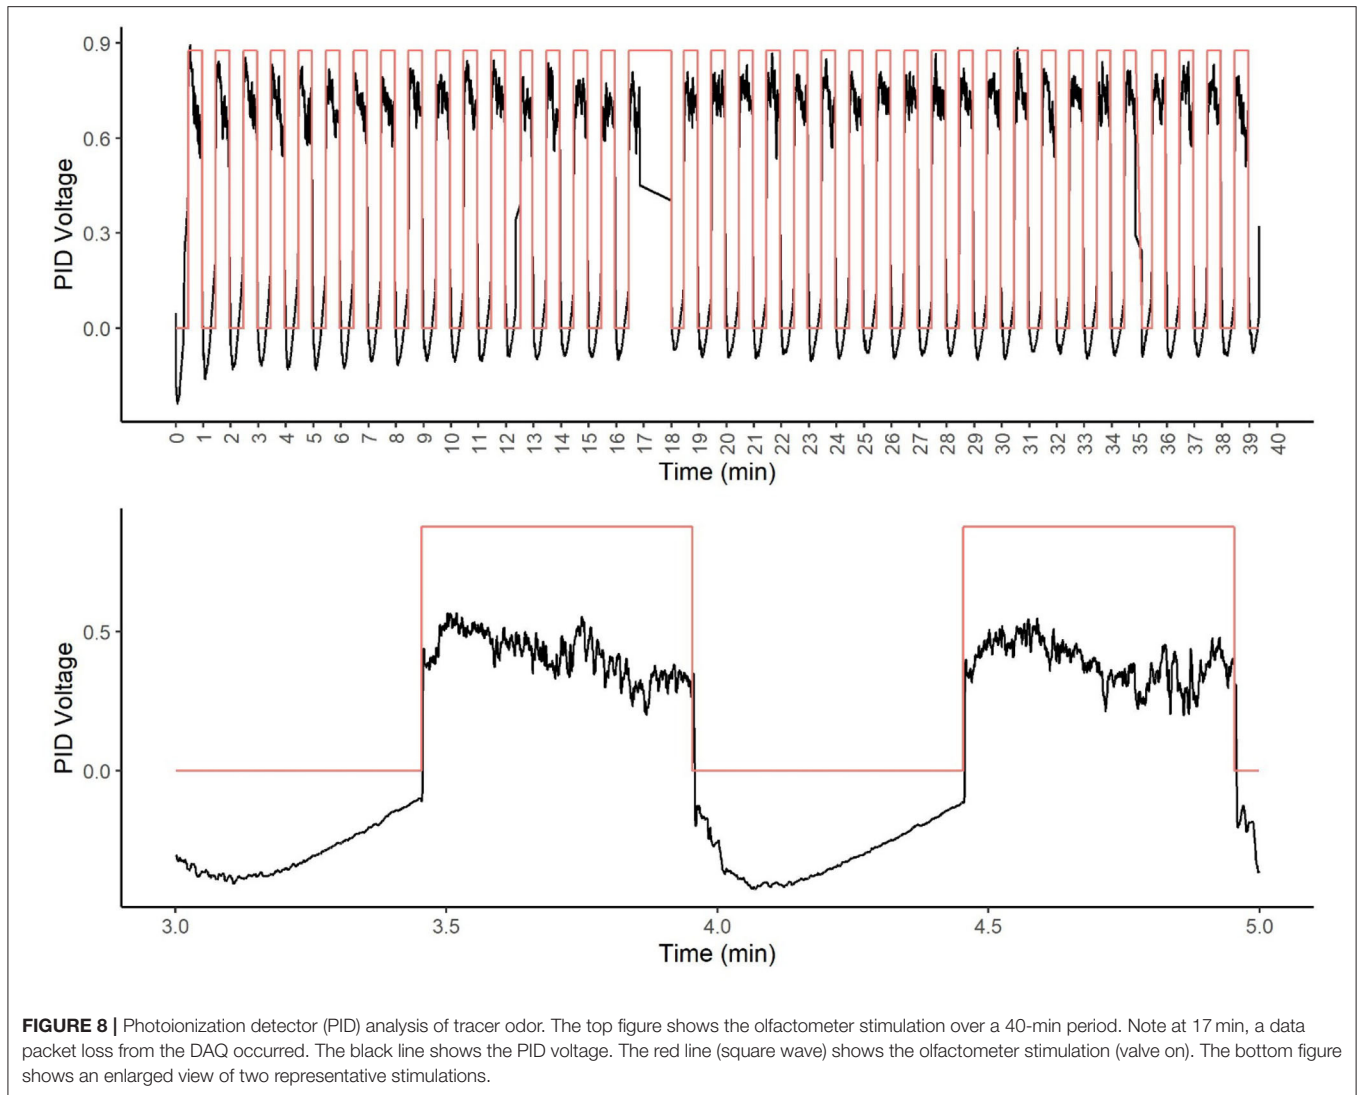 0.9
0.6
0.3
0.0
PID Voltage
0 1 2 3 4 5 6 7 8 9 10 11 12 13 14 15 16 17 18 19 20 21 22 23 24 25 26 27 28 29 30 31 32 33 34 35 36 37 38 39 40
Time (min)
0.5
0.0
PID Voltage
3.0 3.5 4.0 4.5 5.0
Time (min)
FIGURE 8 | Photoionization detector (PID) analysis of tracer odor. The top figure shows the olfactometer stimulation over a 40-min period. Note at 17 min, a data
packet loss from the DAQ occurred. The black line shows the PID voltage. The red line (square wave) shows the olfactometer stimulation (valve on). The bottom figure
shows an enlarged view of two representative stimulations.